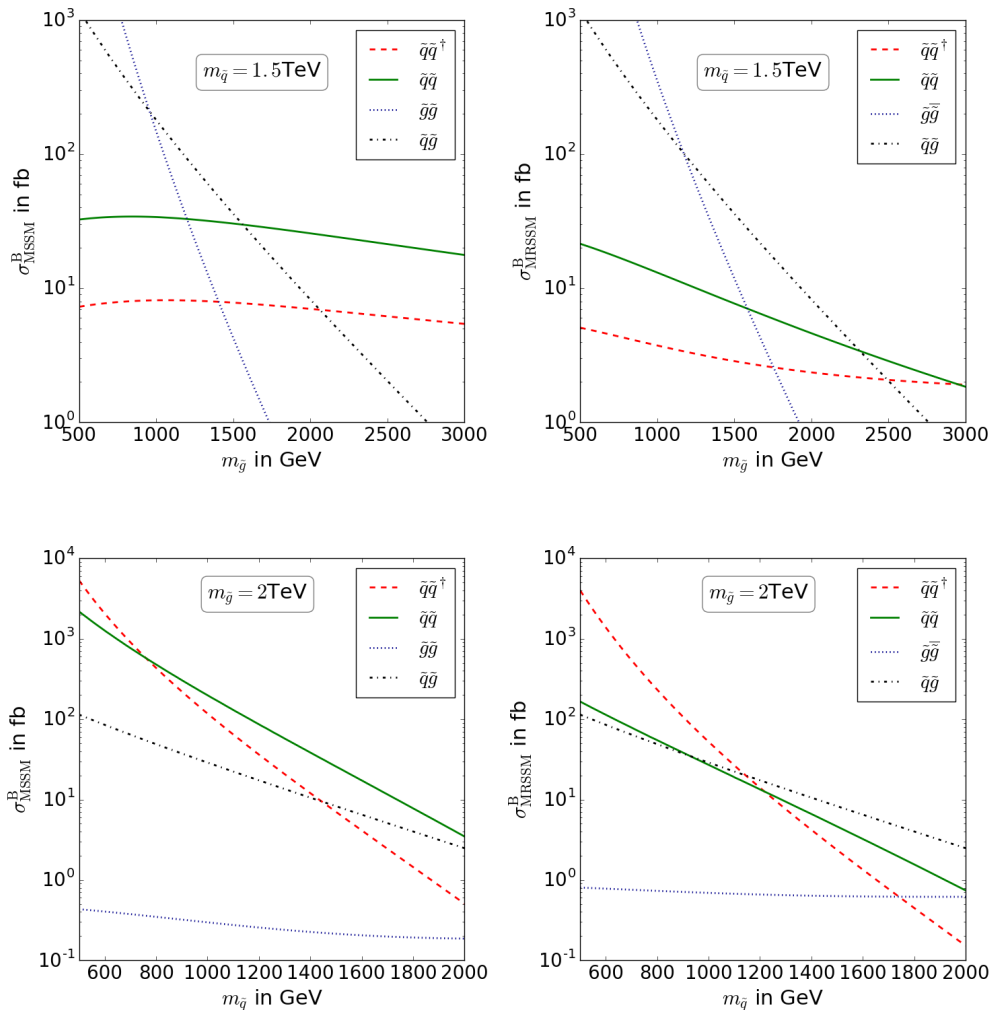 10³
10²
10¹
10⁰
500 1000 1500 2000 2500 3000
m_g̃ in GeV
σ^B_MSSM in fb
m_q̃ = 1.5TeV
q̃q̃†
q̃q̃
g̃g̃
q̃g̃
10³
10²
10¹
10⁰
500 1000 1500 2000 2500 3000
m_g̃ in GeV
σ^B_MRSSM in fb
m_q̃ = 1.5TeV
q̃q̃†
q̃q̃
g̃g̃̅
q̃g̃
10⁴
10³
10²
10¹
10⁰
10⁻¹
600 800 1000 1200 1400 1600 1800 2000
m_q̃ in GeV
σ^B_MSSM in fb
m_g̃ = 2TeV
q̃q̃†
q̃q̃
g̃g̃
q̃g̃
10⁴
10³
10²
10¹
10⁰
10⁻¹
600 800 1000 1200 1400 1600 1800 2000
m_q̃ in GeV
σ^B_MRSSM in fb
m_g̃ = 2TeV
q̃q̃†
q̃q̃
g̃g̃̅
q̃g̃